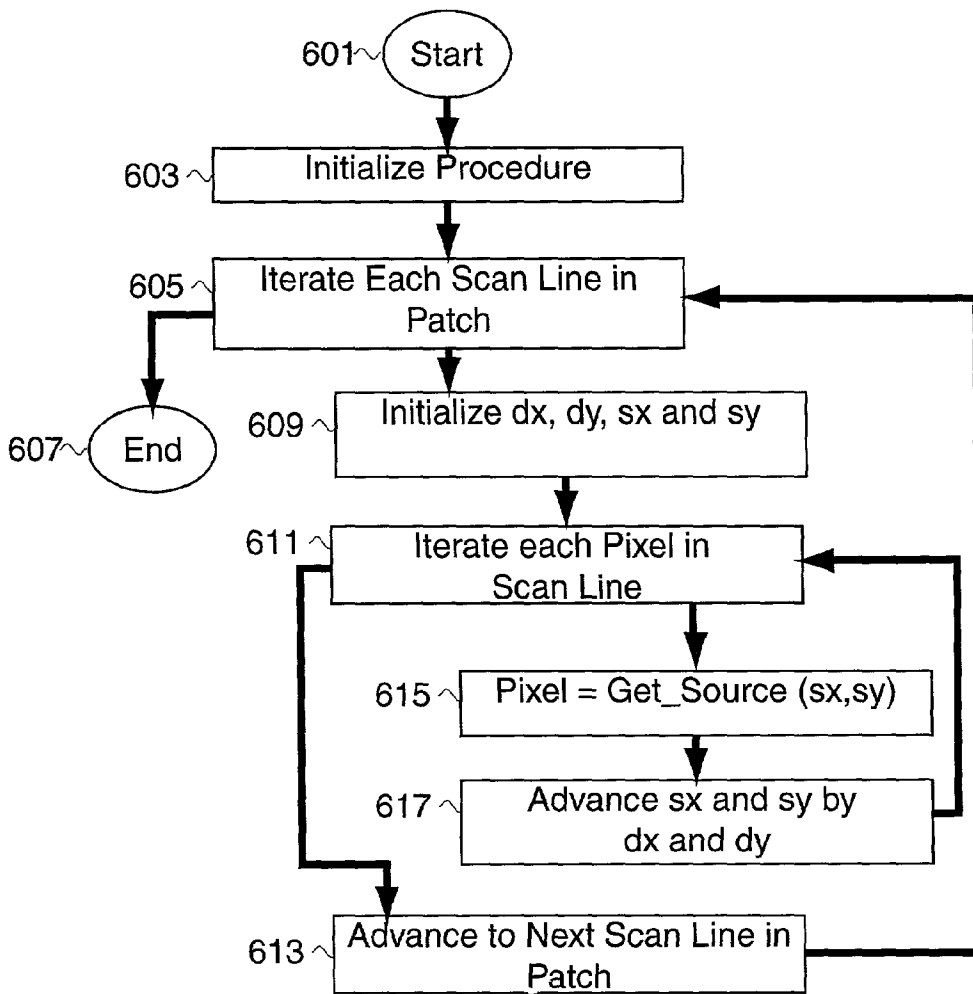 601
Start
603
Initialize Procedure
605
Iterate Each Scan Line in
Patch
607
End
609
Initialize dx, dy, sx and sy
611
Iterate each Pixel in
Scan Line
615
Pixel = Get_Source (sx,sy)
617
Advance sx and sy by
dx and dy
613
Advance to Next Scan Line in
Patch